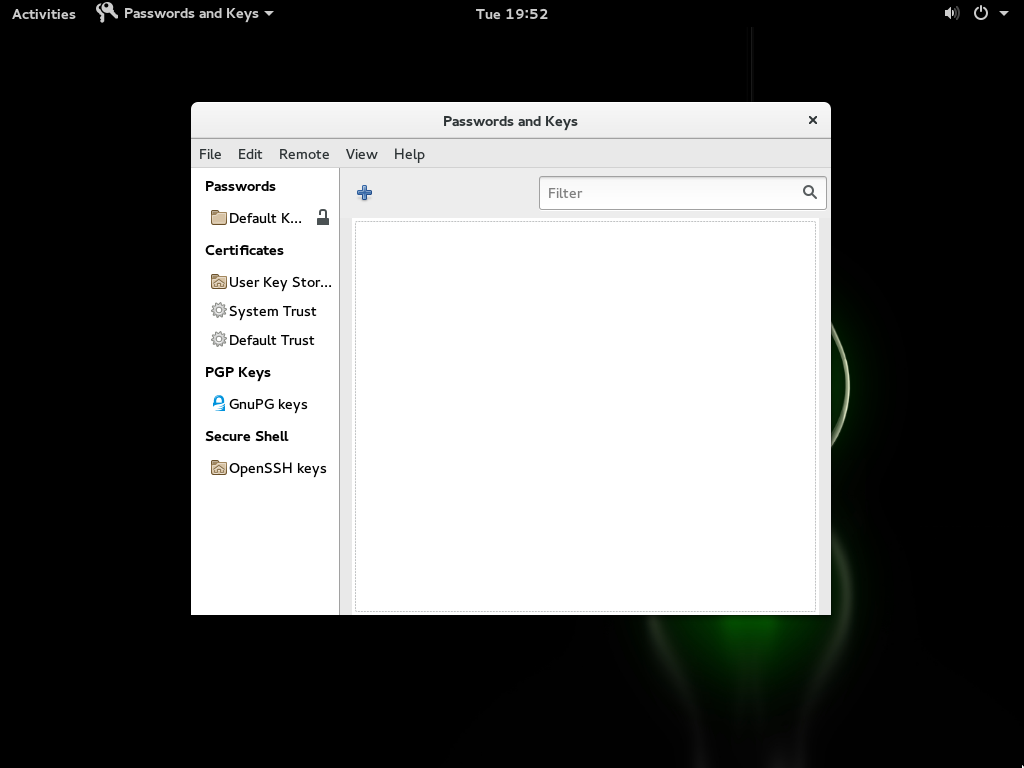 Activities Passwords and Keys Tue 19:52
Passwords and Keys
File Edit Remote View Help
Passwords
Default K...
Certificates
User Key Stor...
System Trust
Default Trust
PGP Keys
GnuPG keys
Secure Shell
OpenSSH keys
Filter